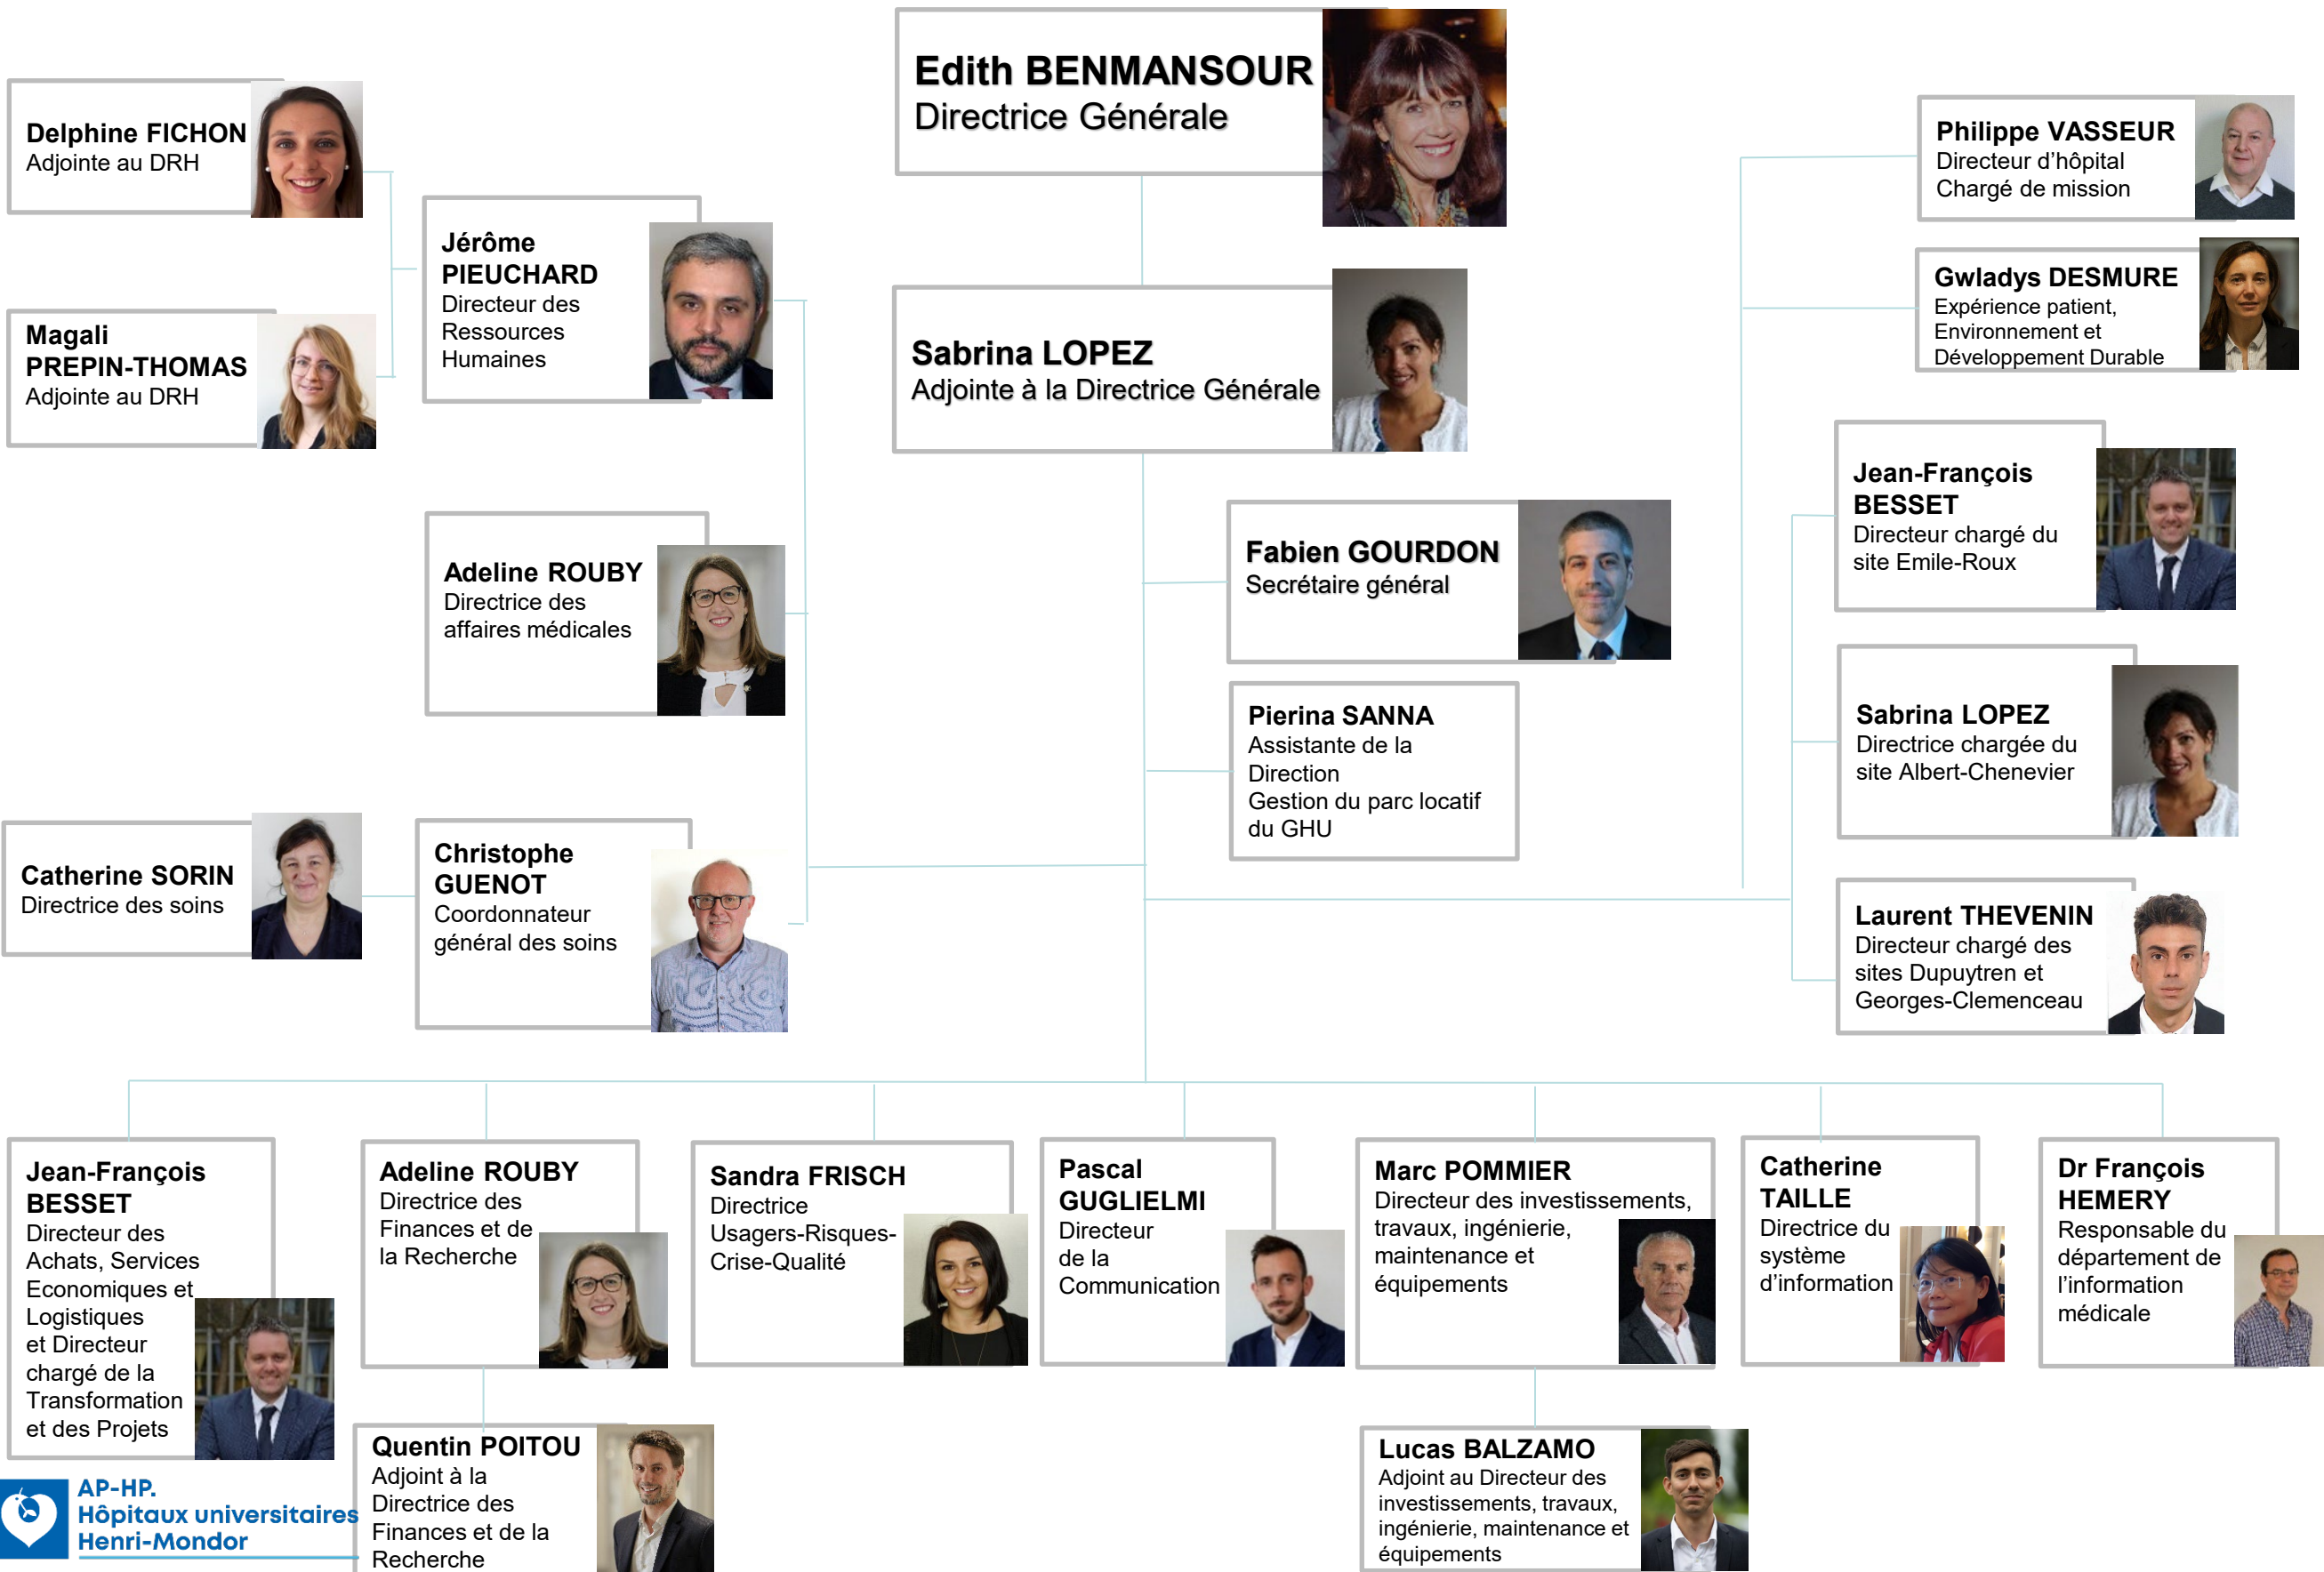 Edith BENMANSOUR
Directrice Générale
Delphine FICHON
Adjointe au DRH
Philippe VASSEUR
Directeur d’hôpital
Chargé de mission
Jérôme
PIEUCHARD
Directeur des
Ressources
Humaines
Gwladys DESMURE
Expérience patient,
Environnement et
Développement Durable
Magali
PREPIN-THOMAS
Adjointe au DRH
Sabrina LOPEZ
Adjointe à la Directrice Générale
Jean-François
BESSET
Directeur chargé du
site Emile-Roux
Adeline ROUBY
Directrice des
affaires médicales
Fabien GOURDON
Secrétaire général
Pierina SANNA
Assistante de la
Direction
Gestion du parc locatif
du GHU
Sabrina LOPEZ
Directrice chargée du
site Albert-Chenevier
Catherine SORIN
Directrice des soins
Christophe
GUENOT
Coordonnateur
général des soins
Laurent THEVENIN
Directeur chargé des
sites Dupuytren et
Georges-Clemenceau
Jean-François
BESSET
Directeur des
Achats, Services
Economiques et
Logistiques
et Directeur
chargé de la
Transformation
et des Projets
Adeline ROUBY
Directrice des
Finances et de
la Recherche
Sandra FRISCH
Directrice
Usagers-Risques-
Crise-Qualité
Pascal
GUGLIELMI
Directeur
de la
Communication
Marc POMMIER
Directeur des investissements,
travaux, ingénierie,
maintenance et
équipements
Catherine
TAILLE
Directrice du
système
d’information
Dr François
HEMERY
Responsable du
département de
l’information
médicale
Quentin POITOU
Adjoint à la
Directrice des
Finances et de la
Recherche
Lucas BALZAMO
Adjoint au Directeur des
investissements, travaux,
ingénierie, maintenance et
équipements
AP-HP.
Hôpitaux universitaires
Henri-Mondor